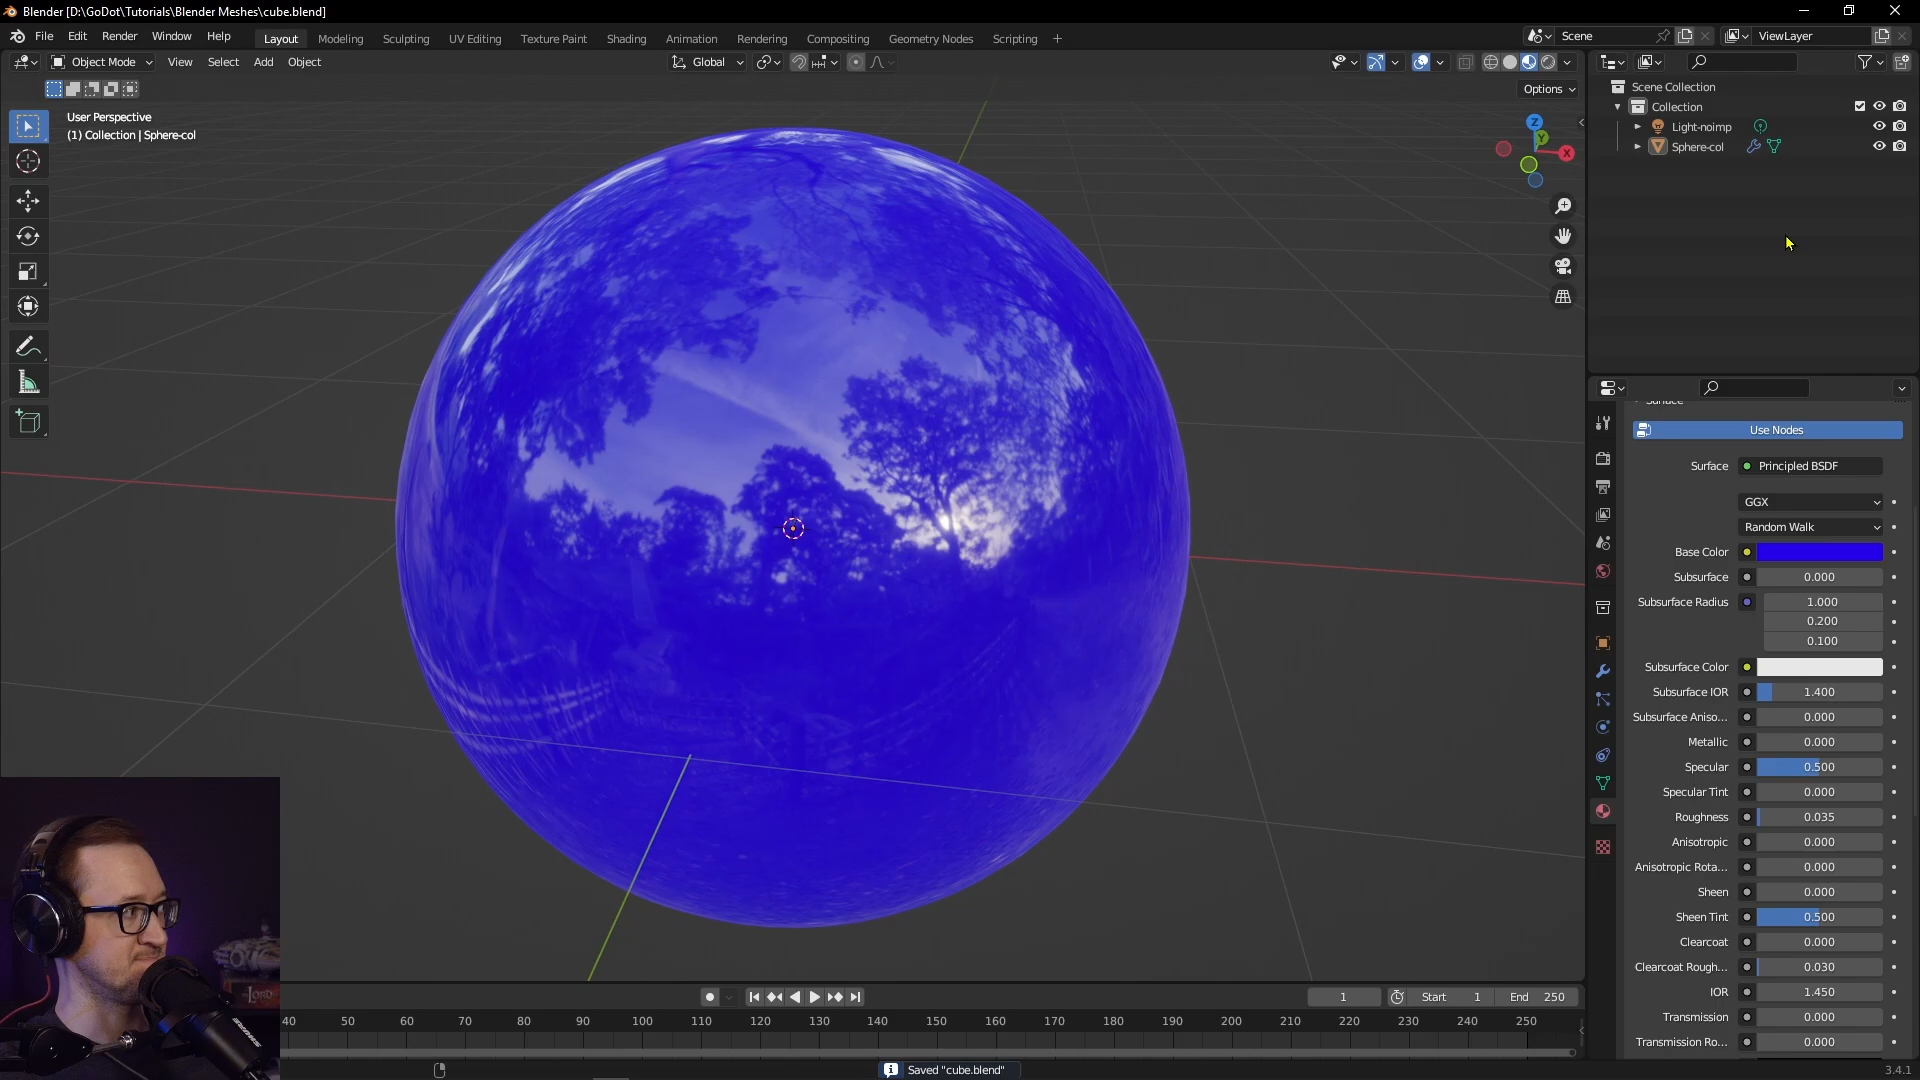 Blender [D:\GoDot\Tutorials\Blender Meshes\cube.blend]
File Edit Render Window Help
Layout Modeling Sculpting UV Editing Texture Paint Shading Animation Rendering Compositing Geometry Nodes Scripting +
Scene
ViewLayer
Object Mode View Select Add Object
Global
Options
User Perspective
(1) Collection | Sphere-col
Z
Y
X
Scene Collection
Collection
Light-noimp
Sphere-col
Surface
Use Nodes
Surface Principled BSDF
GGX
Random Walk
Base Color
Subsurface 0.000
Subsurface Radius 1.000
0.200
0.100
Subsurface Color
Subsurface IOR 1.400
Subsurface Aniso... 0.000
Metallic 0.000
Specular 0.500
Specular Tint 0.000
Roughness 0.035
Anisotropic 0.000
Anisotropic Rota... 0.000
Sheen 0.000
Sheen Tint 0.500
Clearcoat 0.000
Clearcoat Rough... 0.030
IOR 1.450
Transmission 0.000
Transmission Ro... 0.000
1 Start 1 End 250
40 50 60 70 80 90 100 110 120 130 140 150 160 170 180 190 200 210 220 230 240 250
Saved "cube.blend"
3.4.1